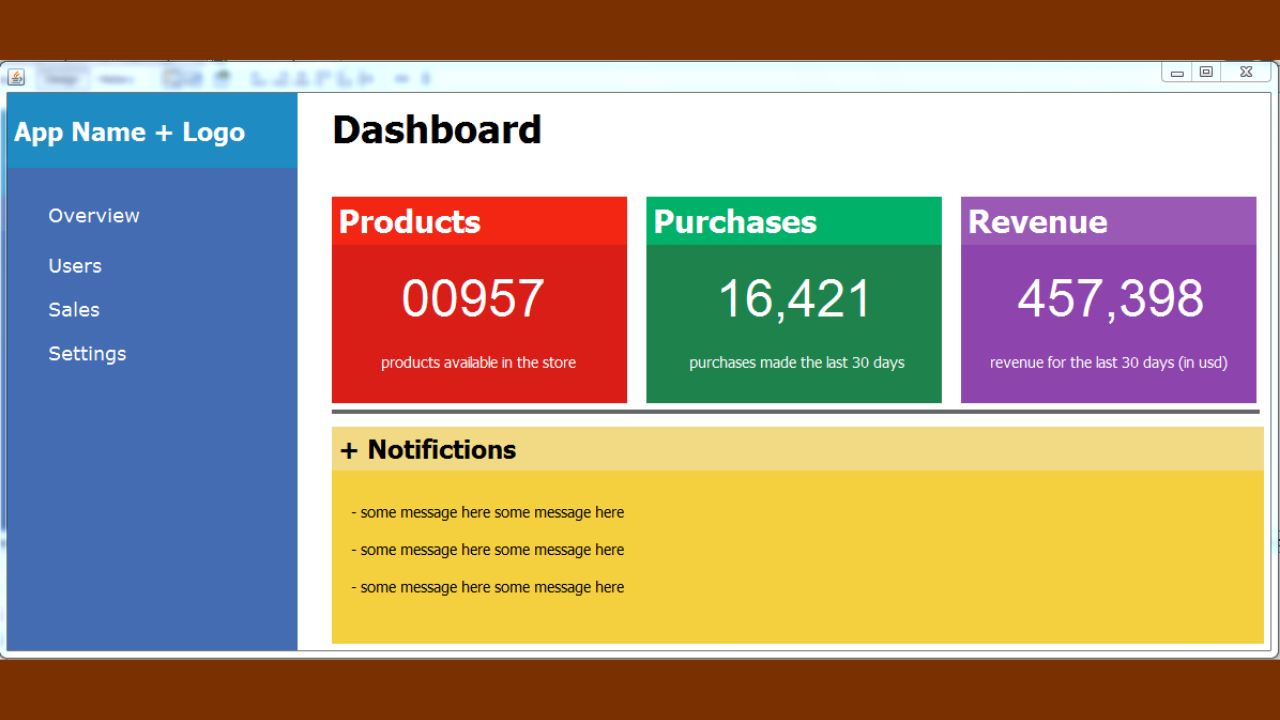 App Name + Logo
Overview
Users
Sales
Settings
Dashboard
Products
00957
products available in the store
Purchases
16,421
purchases made the last 30 days
Revenue
457,398
revenue for the last 30 days (in usd)
+ Notifictions
- some message here some message here
- some message here some message here
- some message here some message here